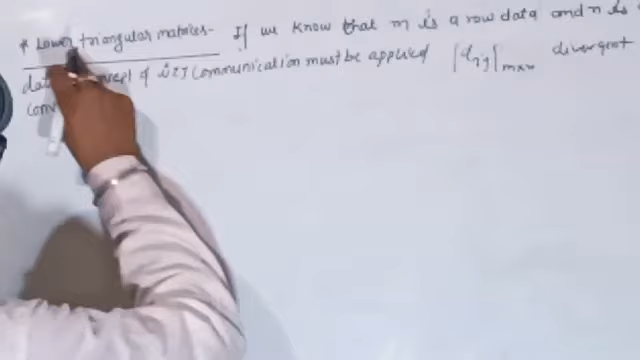 * Lower triangular matrices - If we know that m is a row data and n is a
data concept of i≥j communication must be applied |aij|m×n divergent